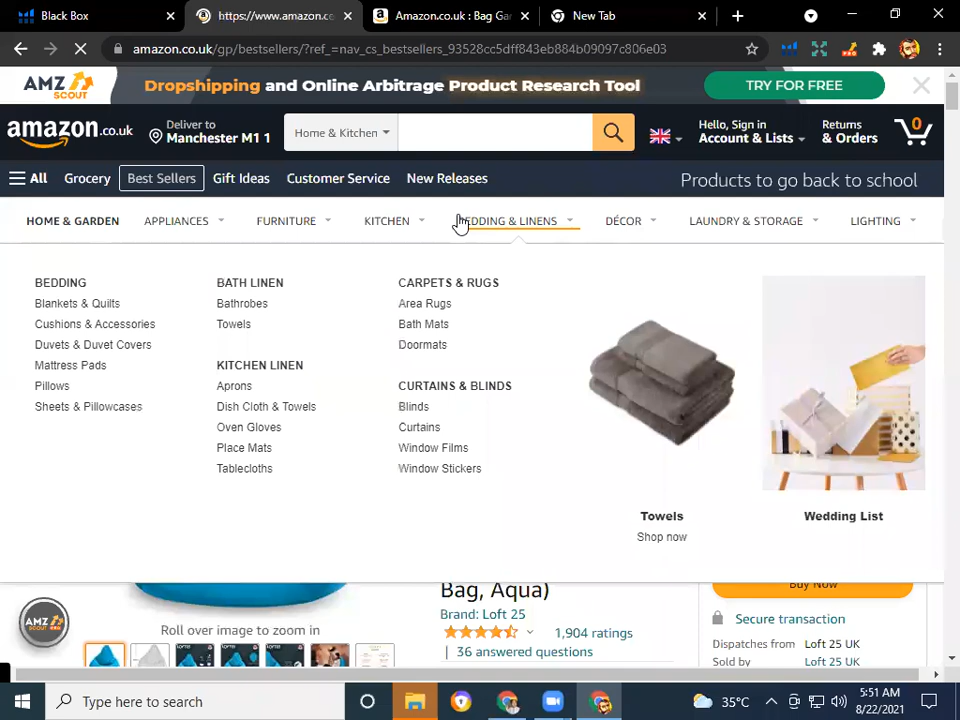 Black Box
https://www.amazon.co
Amazon.co.uk : Bag Ga
New Tab
amazon.co.uk/gp/bestsellers/?ref_=nav_cs_bestsellers_93528cc5dff843eb884b09097c806e03
AMZ SCOUT
Dropshipping and Online Arbitrage Product Research Tool
TRY FOR FREE
amazon.co.uk
Deliver to
Manchester M1 1
Home & Kitchen
Hello, Sign in
Account & Lists
Returns
& Orders
0
All
Grocery
Best Sellers
Gift Ideas
Customer Service
New Releases
Products to go back to school
HOME & GARDEN
APPLIANCES
FURNITURE
KITCHEN
EDDING & LINENS
DÉCOR
LAUNDRY & STORAGE
LIGHTING
BEDDING
Blankets & Quilts
Cushions & Accessories
Duvets & Duvet Covers
Mattress Pads
Pillows
Sheets & Pillowcases
BATH LINEN
Bathrobes
Towels
KITCHEN LINEN
Aprons
Dish Cloth & Towels
Oven Gloves
Place Mats
Tablecloths
CARPETS & RUGS
Area Rugs
Bath Mats
Doormats
CURTAINS & BLINDS
Blinds
Curtains
Window Films
Window Stickers
Towels
Shop now
Wedding List
Bag, Aqua)
Brand: Loft 25
1,904 ratings
| 36 answered questions
Buy Now
Secure transaction
Dispatches from Loft 25 UK
Sold by Loft 25 UK
AMZ SCOUT PRO
Roll over image to zoom in
Type here to search
35°C
5:51 AM
8/22/2021